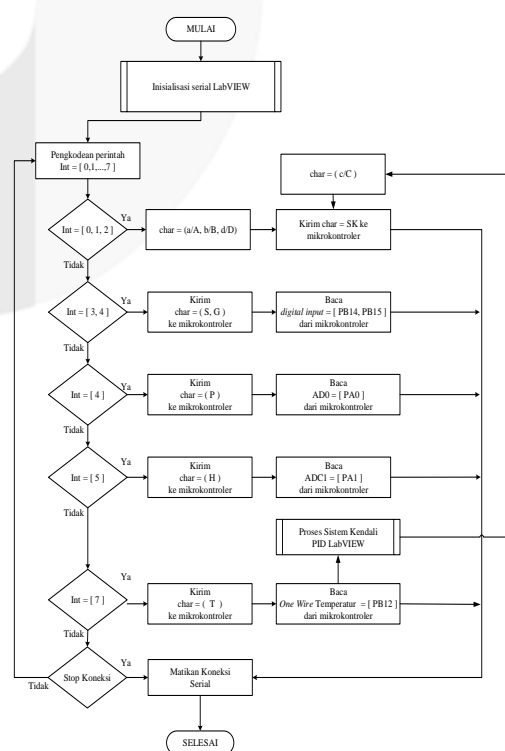 MULAI
Inisialisasi serial LabVIEW
Pengkodean perintah
Int = [ 0,1,...,7 ]
char = ( c/C )
Int = [ 0, 1, 2 ]
Ya
char = (a/A, b/B, d/D)
Kirim char = SK ke
mikrokontroler
Tidak
Int = [ 3, 4 ]
Ya
Kirim
char = ( S, G )
ke mikrokontroler
Baca
digital input = [ PB14, PB15 ]
dari mikrokontroler
Tidak
Int = [ 4 ]
Ya
Kirim
char = ( P )
ke mikrokontroler
Baca
AD0 = [ PA0 ]
dari mikrokontroler
Tidak
Int = [ 5 ]
Ya
Kirim
char = ( H )
ke mikrokontroler
Baca
ADC1 = [ PA1 ]
dari mikrokontroler
Tidak
Proses Sistem Kendali
PID LabVIEW
Int = [ 7 ]
Ya
Kirim
char = ( T )
ke mikrokontroler
Baca
One Wire Temperatur = [ PB12 ]
dari mikrokontroler
Tidak
Stop Koneksi
Tidak
Ya
Matikan Koneksi
Serial
SELESAI